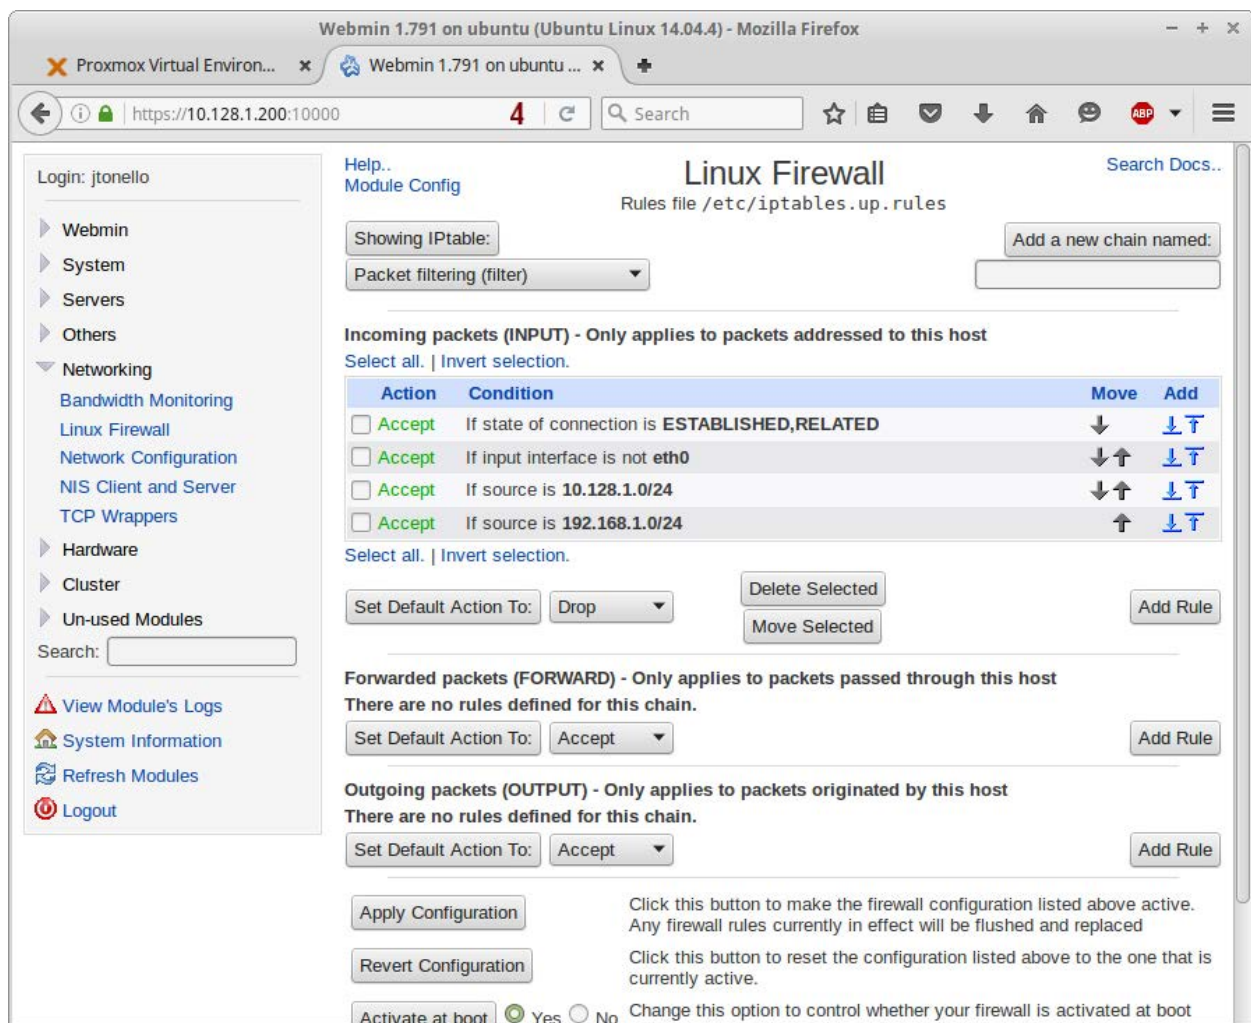 Webmin 1.791 on ubuntu (Ubuntu Linux 14.04.4) - Mozilla Firefox
Proxmox Virtual Environ...
Webmin 1.791 on ubuntu ...
https://10.128.1.200:10000
4
Search
ABP
Login: jtonello
Webmin
System
Servers
Others
Networking
Bandwidth Monitoring
Linux Firewall
Network Configuration
NIS Client and Server
TCP Wrappers
Hardware
Cluster
Un-used Modules
Search:
View Module's Logs
System Information
Refresh Modules
Logout
Help..
Module Config
Linux Firewall
Rules file /etc/iptables.up.rules
Search Docs..
Showing IPtable:
Packet filtering (filter)
Add a new chain named:
Incoming packets (INPUT) - Only applies to packets addressed to this host
Select all. | Invert selection.
Action Condition Move Add
Accept If state of connection is ESTABLISHED,RELATED
Accept If input interface is not eth0
Accept If source is 10.128.1.0/24
Accept If source is 192.168.1.0/24
Select all. | Invert selection.
Set Default Action To: Drop
Delete Selected
Move Selected
Add Rule
Forwarded packets (FORWARD) - Only applies to packets passed through this host
There are no rules defined for this chain.
Set Default Action To: Accept Add Rule
Outgoing packets (OUTPUT) - Only applies to packets originated by this host
There are no rules defined for this chain.
Set Default Action To: Accept Add Rule
Apply Configuration
Click this button to make the firewall configuration listed above active.
Any firewall rules currently in effect will be flushed and replaced
Revert Configuration
Click this button to reset the configuration listed above to the one that is
currently active.
Activate at boot Yes No
Change this option to control whether your firewall is activated at boot